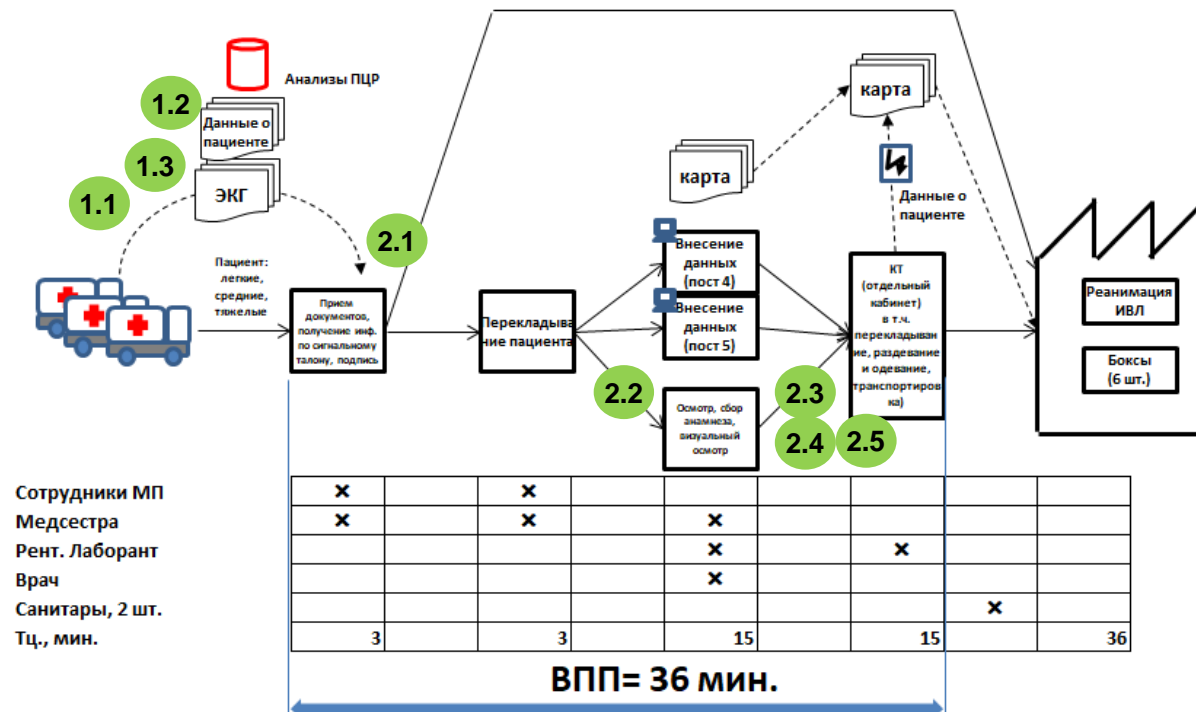 Анализы ПЦР
1.2
Данные о
пациенте
1.3
ЭКГ
1.1
2.1
Пациент:
легкие,
средние,
тяжелые
Прием
документов,
получение инф.
по сигнальному
талону, подпись
Перекладыва
ние пациента
карта
карта
Данные о
пациенте
Внесение
данных
(пост 4)
Внесение
данных
(пост 5)
2.2
Осмотр, сбор
анамнеза,
визуальный
осмотр
2.3
2.4
2.5
КТ
(отдельный
кабинет)
в т.ч.
перекладыван
ие, раздевание
и одевание,
транспортиров
ка)
Реанимация
ИВЛ
Боксы
(6 шт.)
Сотрудники МП × ×
Медсестра × × ×
Рент. Лаборант × ×
Врач ×
Санитары, 2 шт. ×
Тц., мин. 3 3 15 15 36
ВПП= 36 мин.